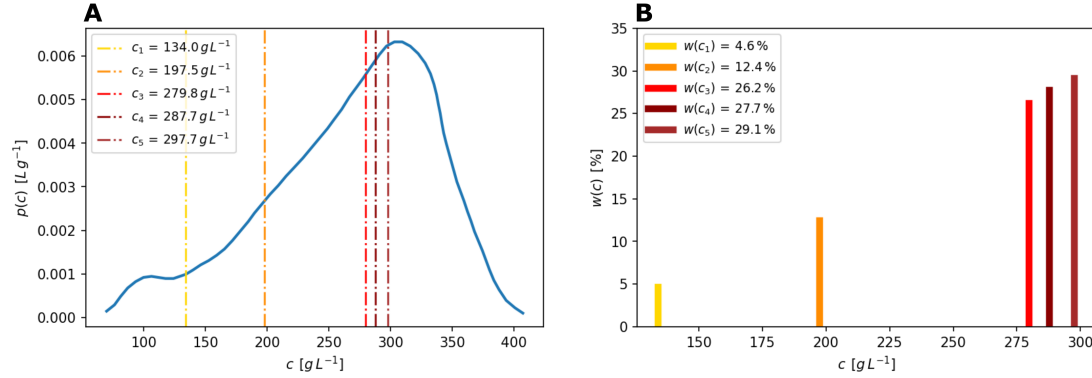 A
c₁ = 134.0 g L⁻¹
c₂ = 197.5 g L⁻¹
c₃ = 279.8 g L⁻¹
c₄ = 287.7 g L⁻¹
c₅ = 297.7 g L⁻¹
0.006
0.005
0.004
0.003
0.002
0.001
0.000
p(c) [L g⁻¹]
100 150 200 250 300 350 400
c [g L⁻¹]
B
w(c₁) = 4.6 %
w(c₂) = 12.4 %
w(c₃) = 26.2 %
w(c₄) = 27.7 %
w(c₅) = 29.1 %
35
30
25
20
15
10
5
0
w(c) [%]
150 175 200 225 250 275 300
c [g L⁻¹]